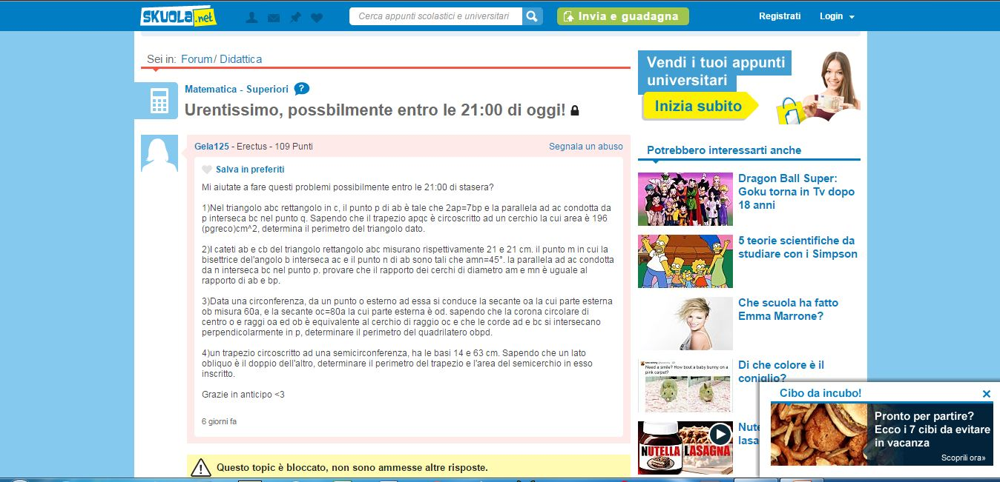 SKUOLA.net
Cerca appunti scolastici e universitari
Invia e guadagna
Registrati
Login
Sei in: Forum/ Didattica
Matematica - Superiori ?
Urentissimo, possbilmente entro le 21:00 di oggi!
Gela125 - Erectus - 109 Punti
Segnala un abuso
Salva in preferiti
Mi aiutate a fare questi problemi possibilmente entro le 21:00 di stasera?
1)Nel triangolo abc rettangolo in c, il punto p di ab è tale che 2ap=7bp e la parallela ad ac condotta da
p interseca bc nel punto q. Sapendo che il trapezio apqc è circoscritto ad un cerchio la cui area è 196
(pgreco)cm^2, determina il perimetro del triangolo dato.
2)I cateti ab e cb del triangolo rettangolo abc misurano rispettivamente 21 e 21 cm. il punto m in cui la
bisettrice del'angolo b interseca ac e il punto n di ab sono tali che amn=45°. la parallela ad ac condotta
da n interseca bc nel punto p. provare che il rapporto dei cerchi di diametro am e mn è uguale al
rapporto di ab e bp.
3)Data una circonferenza, da un punto o esterno ad essa si conduce la secante oa la cui parte esterna
ob misura 60a, e la secante oc=80a la cui parte esterna è od. sapendo che la corona circolare di
centro o e raggi oa ed ob è equivalente al cerchio di raggio oc e che le corde ad e bc si intersecano
perpendicolarmente in p, determinare il perimetro del quadrilatero obpd.
4)un trapezio circoscritto ad una semicirconferenza, ha le basi 14 e 63 cm. Sapendo che un lato
obliquo è il doppio dell'altro, determinare il perimetro del trapezio e l'area del semicerchio in esso
inscritto.
Grazie in anticipo <3
6 giorni fa
Questo topic è bloccato, non sono ammesse altre risposte.
Vendi i tuoi appunti
universitari
Inizia subito
Potrebbero interessarti anche
Dragon Ball Super:
Goku torna in Tv dopo
18 anni
5 teorie scientifiche da
studiare con i Simpson
Che scuola ha fatto
Emma Marrone?
Need a smile? How bout a baby bunny on a
pink carpet?
Di che colore è il
coniglio?
NUTELLA LASAGNA
Nute
lasa
Cibo da incubo!
Pronto per partire?
Ecco i 7 cibi da evitare
in vacanza
Scoprili ora»